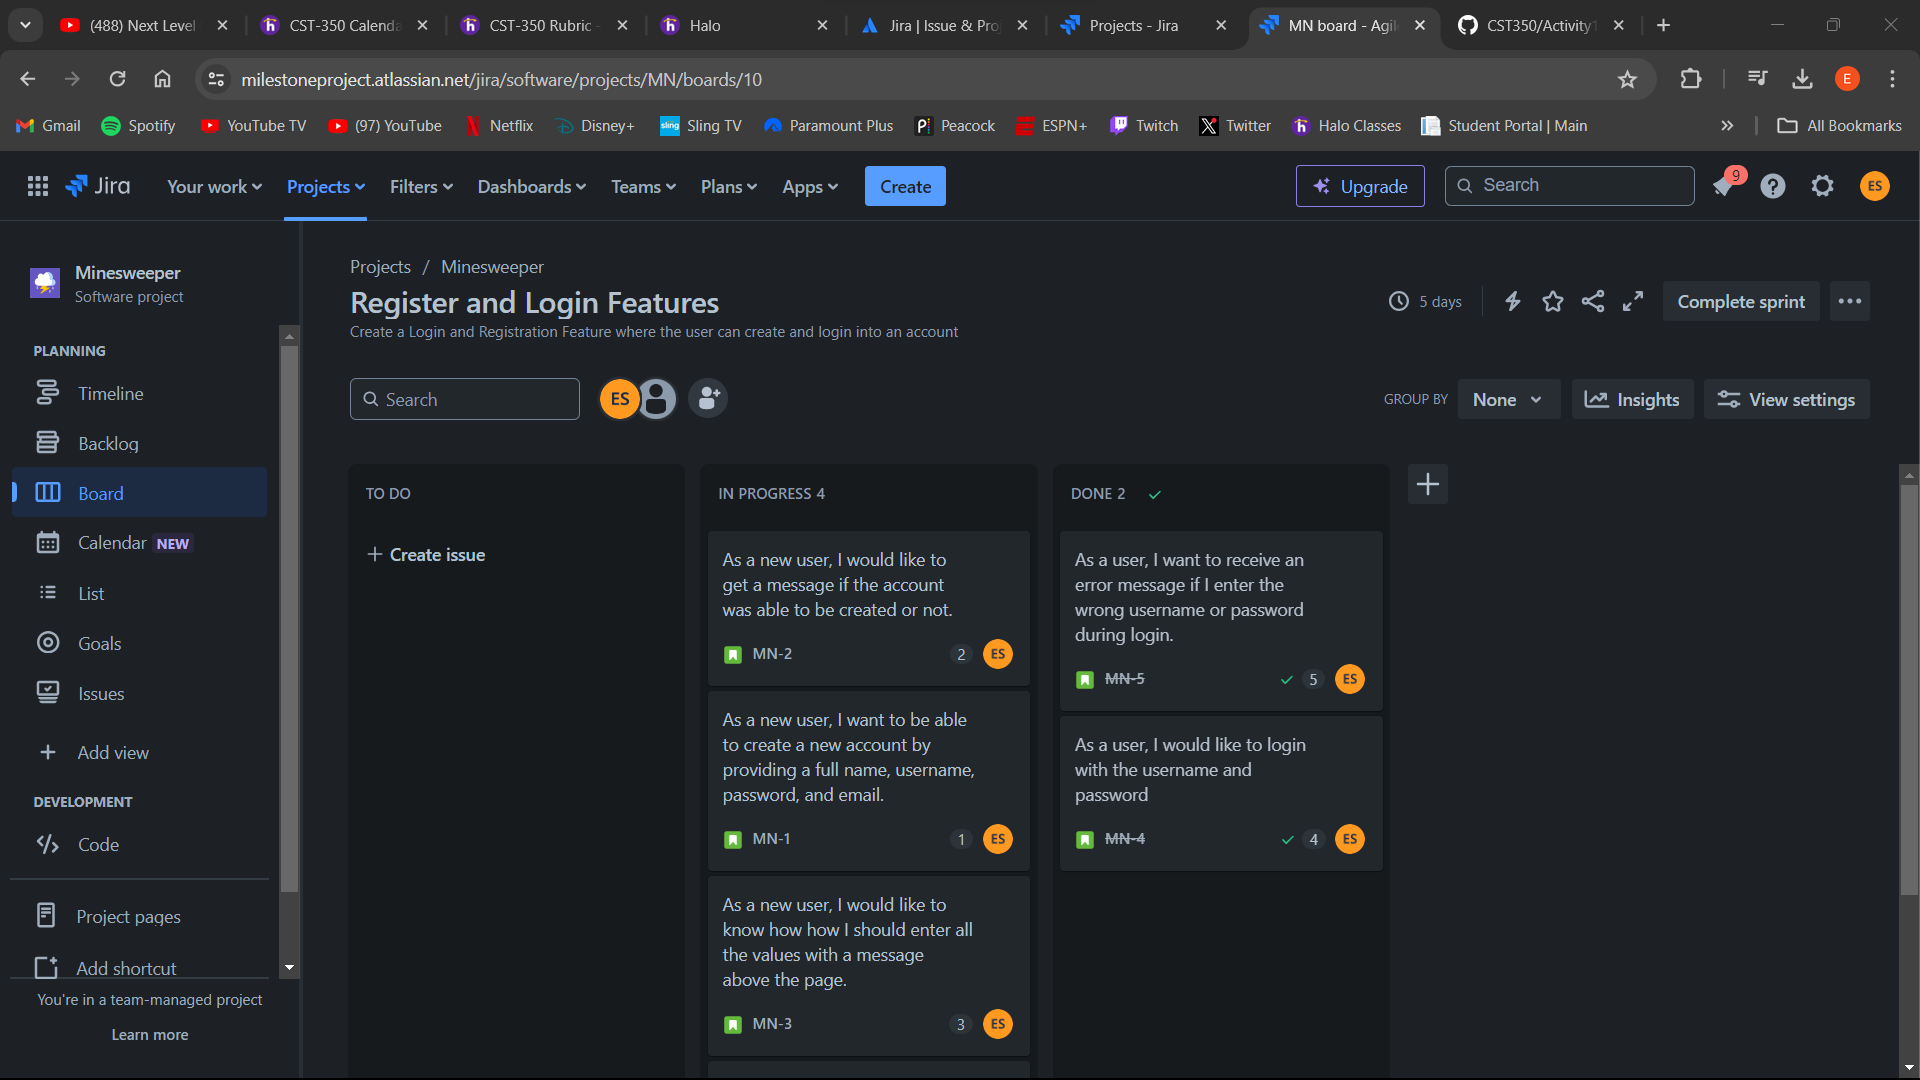 (488) Next Level
CST-350 Calenda
CST-350 Rubric -
Halo
Jira | Issue & Proj
Projects - Jira
MN board - Agil
CST350/Activity1
milestoneproject.atlassian.net/jira/software/projects/MN/boards/10
E
Gmail
Spotify
YouTube TV
(97) YouTube
Netflix
Disney+
Sling TV
Paramount Plus
Peacock
ESPN+
Twitch
Twitter
Halo Classes
Student Portal | Main
All Bookmarks
Jira
Your work
Projects
Filters
Dashboards
Teams
Plans
Apps
Create
Upgrade
Search
9
ES
Minesweeper
Software project
PLANNING
Timeline
Backlog
Board
Calendar NEW
List
Goals
Issues
Add view
DEVELOPMENT
Code
Project pages
Add shortcut
You're in a team-managed project
Learn more
Projects / Minesweeper
Register and Login Features
Create a Login and Registration Feature where the user can create and login into an account
5 days
Complete sprint
Search
ES
GROUP BY
None
Insights
View settings
TO DO
Create issue
IN PROGRESS 4
As a new user, I would like to
get a message if the account
was able to be created or not.
MN-2
2
ES
As a new user, I want to be able
to create a new account by
providing a full name, username,
password, and email.
MN-1
1
ES
As a new user, I would like to
know how how I should enter all
the values with a message
above the page.
MN-3
3
ES
DONE 2
As a user, I want to receive an
error message if I enter the
wrong username or password
during login.
MN-5
5
ES
As a user, I would like to login
with the username and
password
MN-4
4
ES